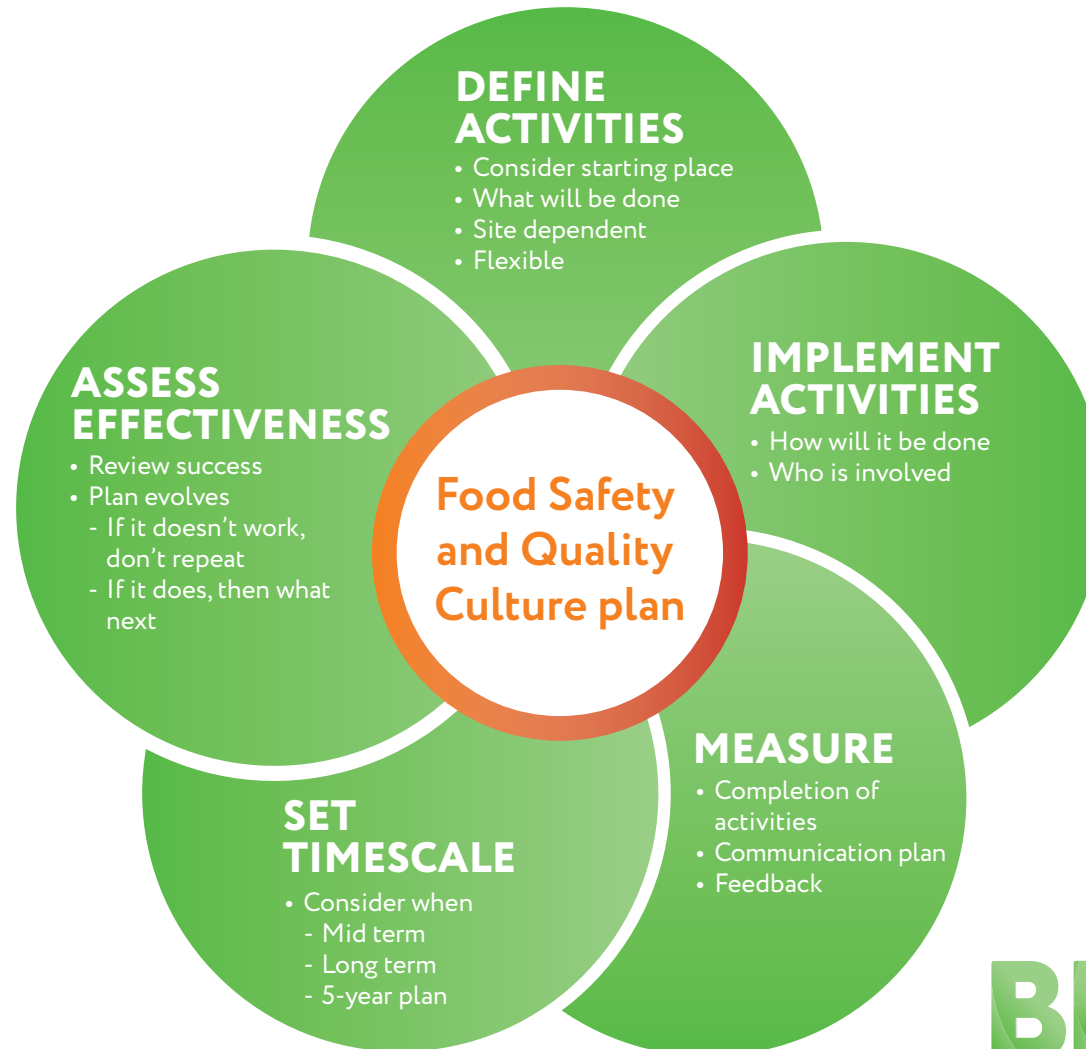 DEFINE
ACTIVITIES
• Consider starting place
• What will be done
• Site dependent
• Flexible
IMPLEMENT
ACTIVITIES
• How will it be done
• Who is involved
MEASURE
• Completion of
activities
• Communication plan
• Feedback
SET
TIMESCALE
• Consider when
- Mid term
- Long term
- 5-year plan
ASSESS
EFFECTIVENESS
• Review success
• Plan evolves
- If it doesn't work,
don't repeat
- If it does, then what
next
Food Safety
and Quality
Culture plan